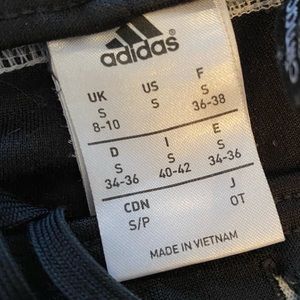 adidas
UK US F
S S S
8-10 36-38
D I E
S S S
34-36 40-42 34-36
CDN J
S/P OT
MADE IN VIETNAM